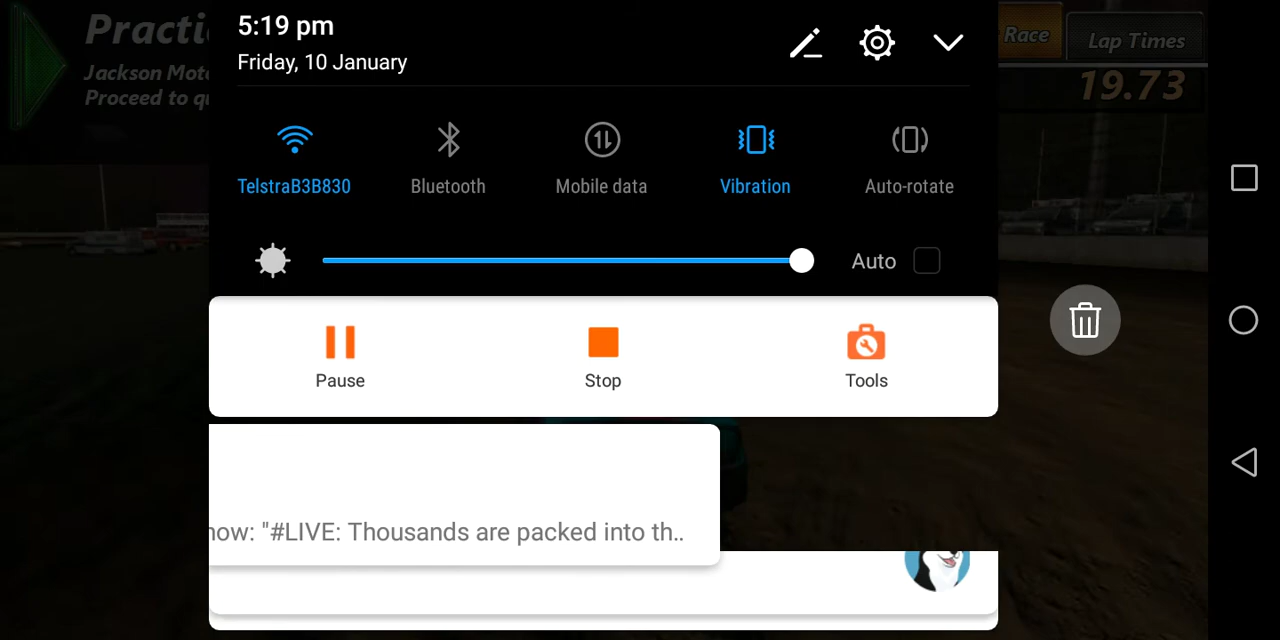 5:19 pm
Friday, 10 January
Practi
Jackson Mot
Proceed to q
Race
Lap Times
19.73
TelstraB3B830
Bluetooth
Mobile data
Vibration
Auto-rotate
Auto
Pause
Stop
Tools
now: "#LIVE: Thousands are packed into th..